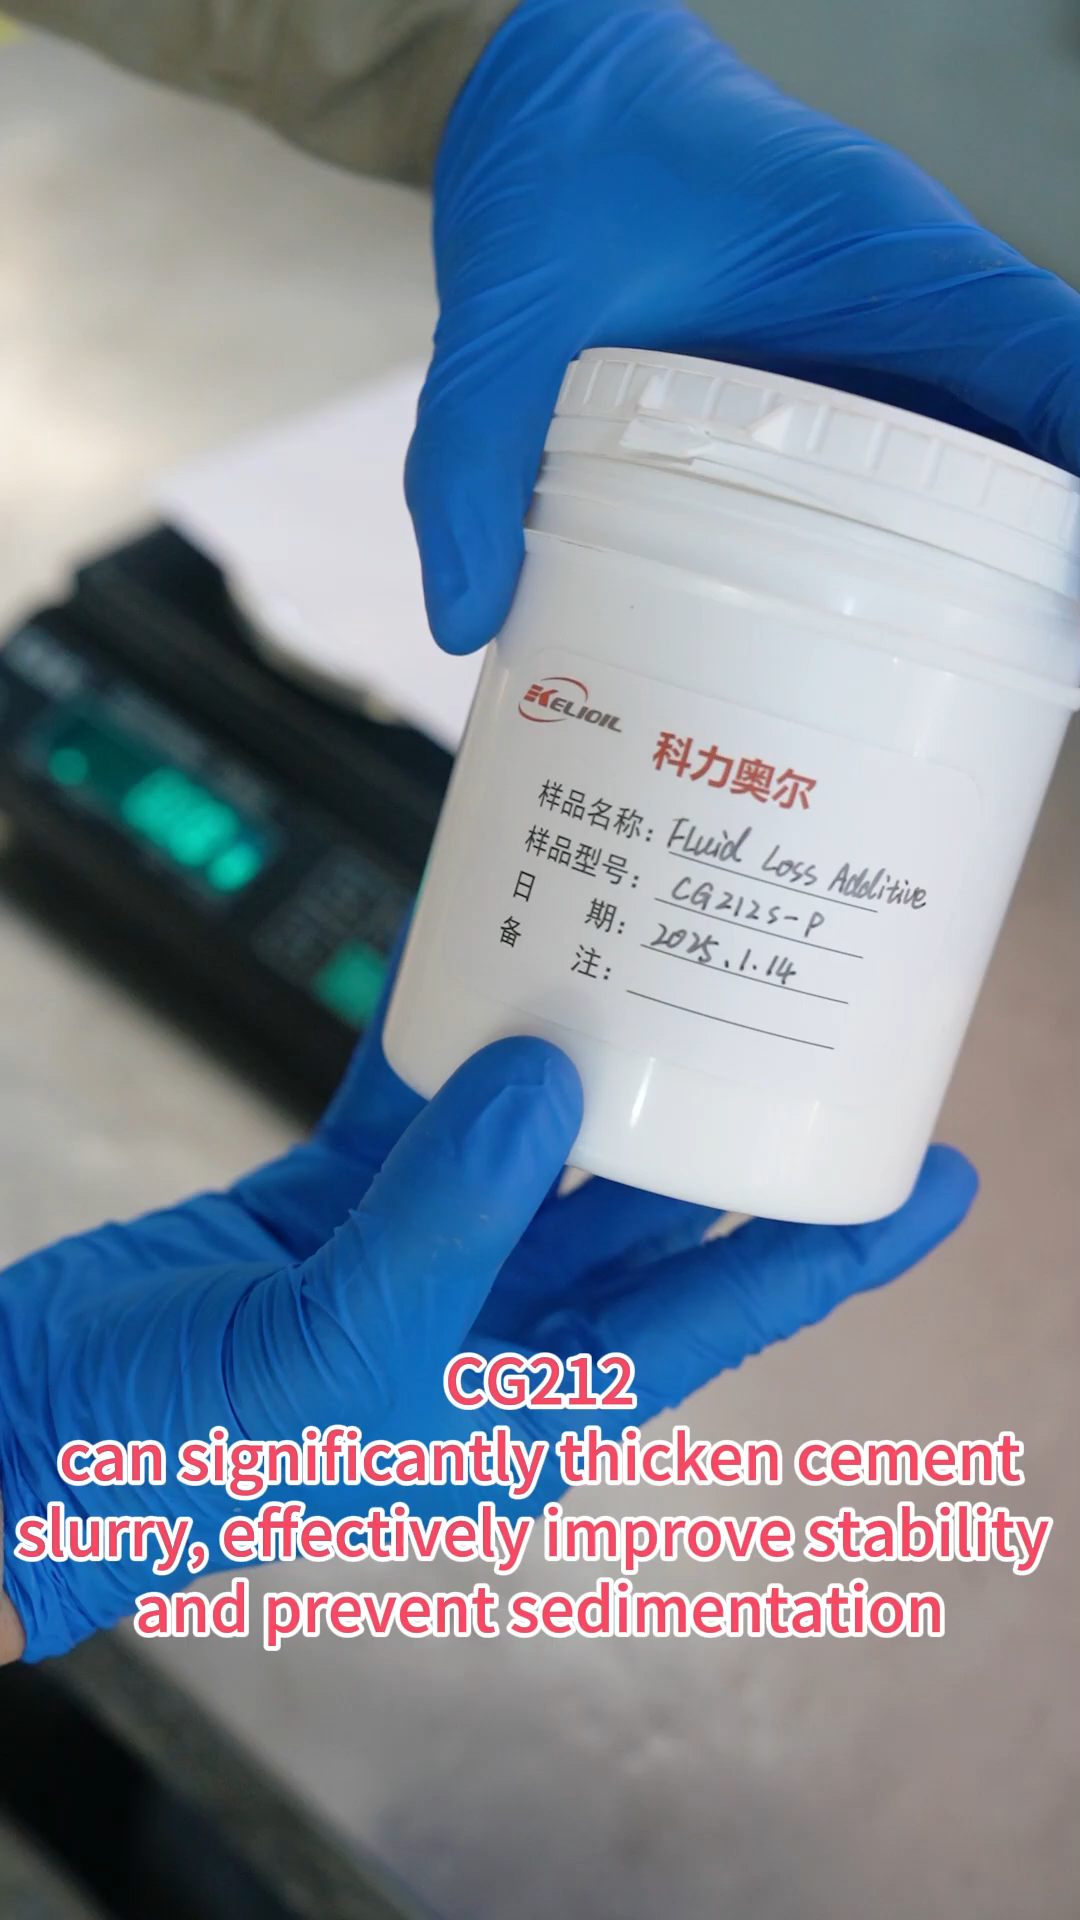 KELIOIL
科力奥尔
样品名称: Fluid Loss Additive
样品型号: CG212S-P
日 期: 2025.1.14
备 注:
CG212
can significantly thicken cement
slurry, effectively improve stability
and prevent sedimentation